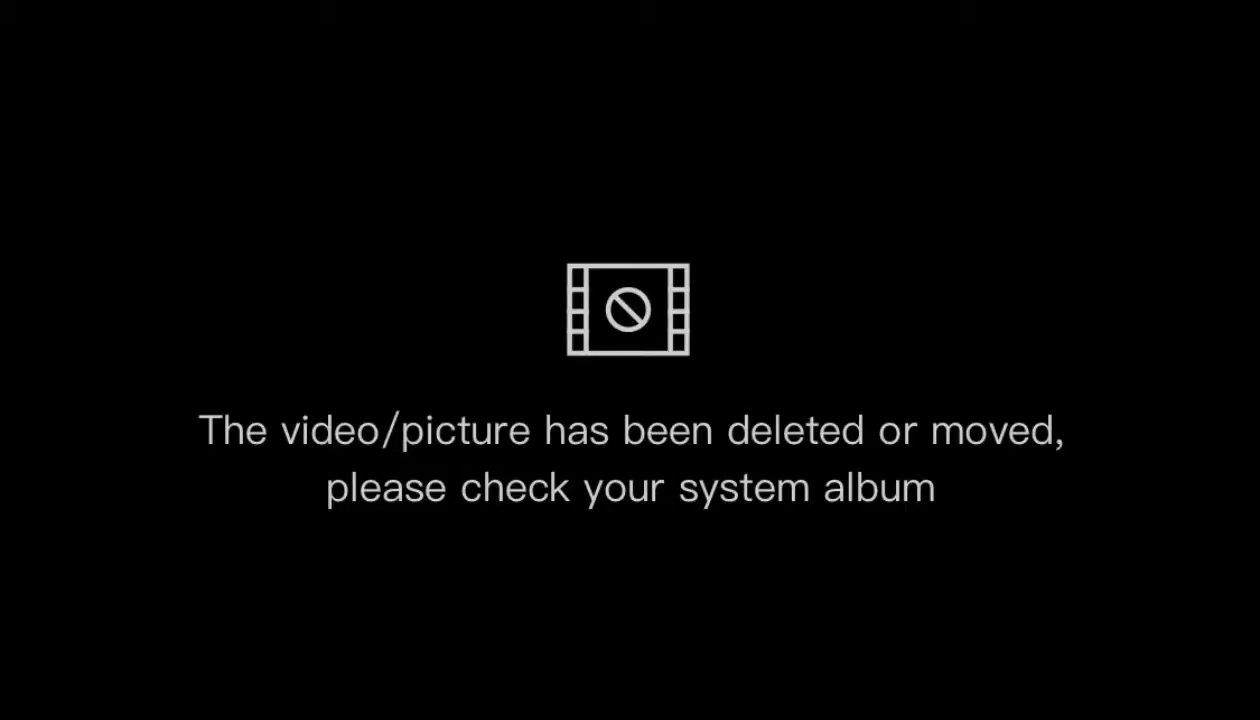 The video/picture has been deleted or moved,
please check your system album